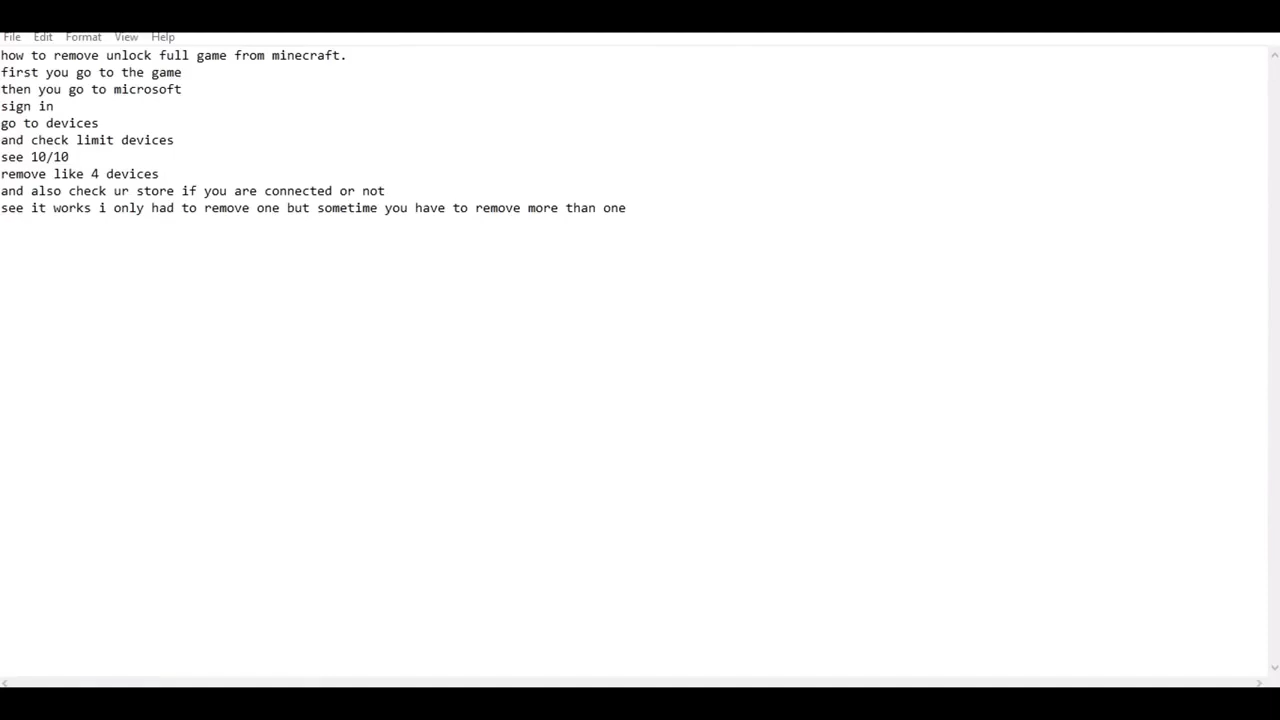 File Edit Format View Help
how to remove unlock full game from minecraft.
first you go to the game
then you go to microsoft
sign in
go to devices
and check limit devices
see 10/10
remove like 4 devices
and also check ur store if you are connected or not
see it works i only had to remove one but sometime you have to remove more than one